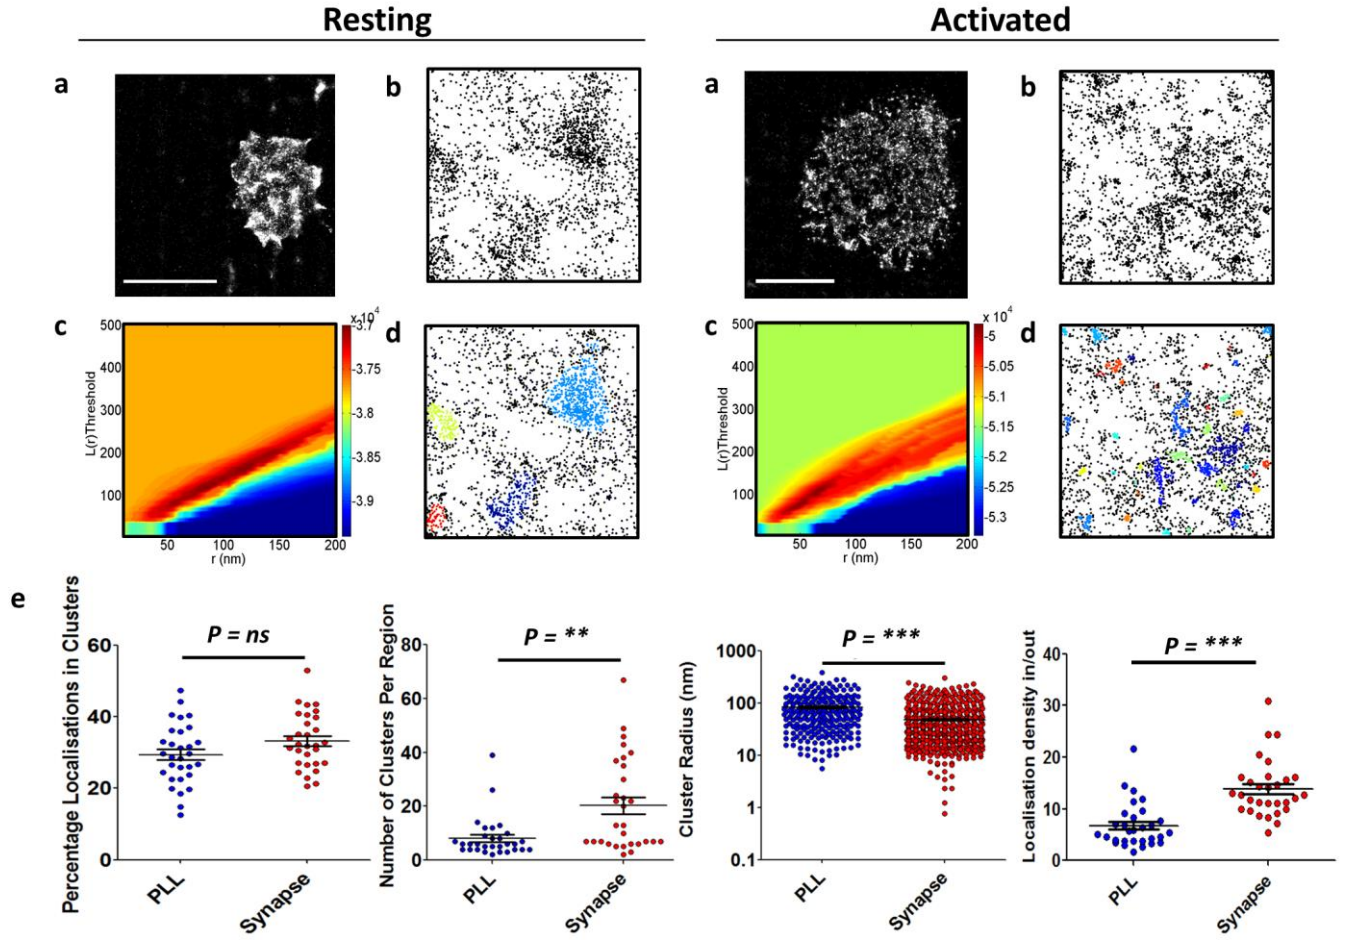 Resting
Activated
a
b
a
b
c
x 10⁴
-3.7
-3.75
-3.8
-3.85
-3.9
500
400
300
200
100
L(r)Threshold
50
100
150
200
r (nm)
d
c
x 10⁴
-5
-5.05
-5.1
-5.15
-5.2
-5.25
-5.3
500
400
300
200
100
L(r)Threshold
50
100
150
200
r (nm)
d
e
Percentage Localisations in Clusters
60
40
20
0
P = ns
PLL
Synapse
Number of Clusters Per Region
80
60
40
20
0
P = **
PLL
Synapse
Cluster Radius (nm)
1000
100
10
1
0.1
P = ***
PLL
Synapse
Localisation density in/out
40
30
20
10
0
P = ***
PLL
Synapse